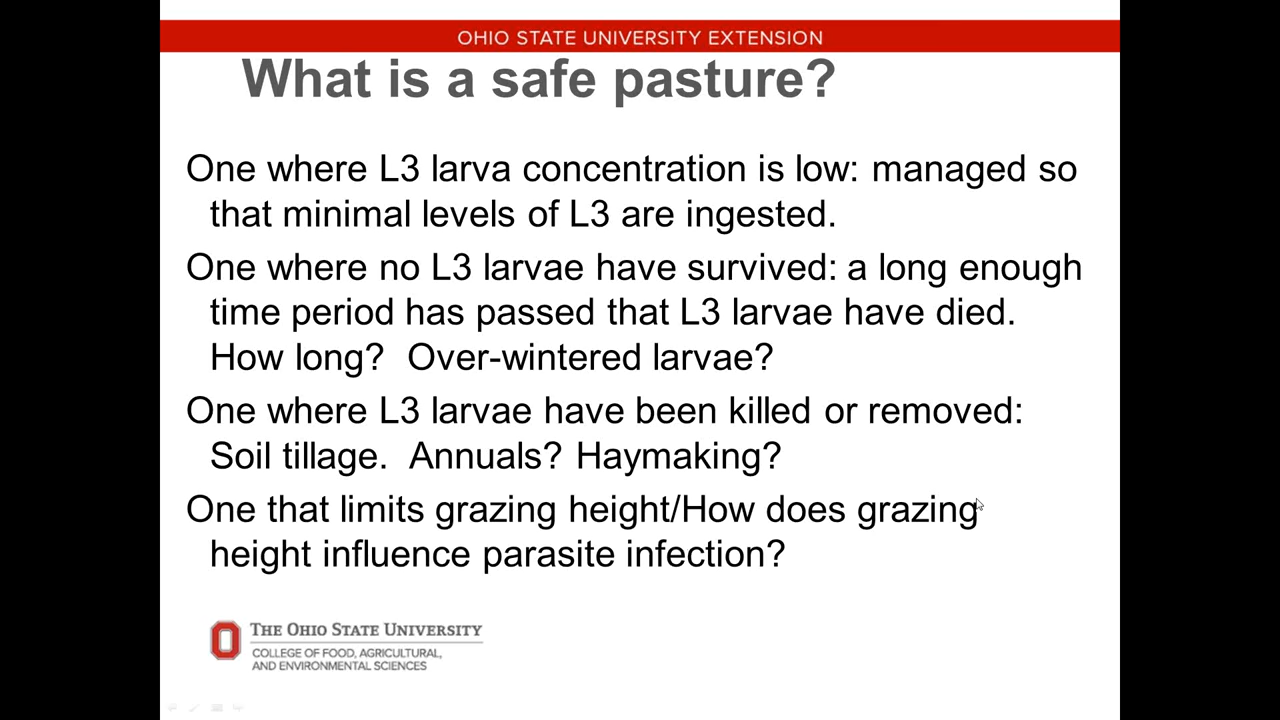 OHIO STATE UNIVERSITY EXTENSION
What is a safe pasture?
One where L3 larva concentration is low: managed so
that minimal levels of L3 are ingested.
One where no L3 larvae have survived: a long enough
time period has passed that L3 larvae have died.
How long? Over-wintered larvae?
One where L3 larvae have been killed or removed:
Soil tillage. Annuals? Haymaking?
One that limits grazing height/How does grazing
height influence parasite infection?
THE OHIO STATE UNIVERSITY
COLLEGE OF FOOD, AGRICULTURAL,
AND ENVIRONMENTAL SCIENCES